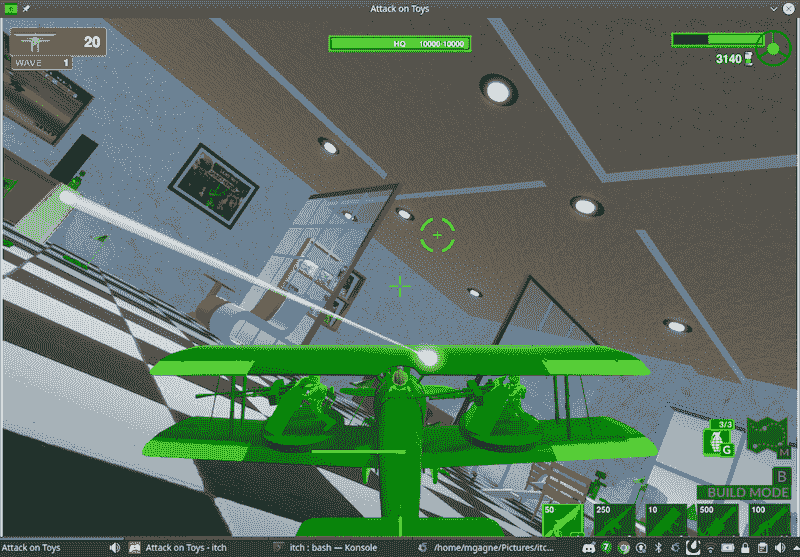 Attack on Toys
20
WAVE 1
HQ 10000/10000
3140
3/3
G
M
B
BUILD MODE
50 250 10 500 100
Attack on Toys
Attack on Toys - itch
itch : bash — Konsole
/home/mgagne/Pictures/itc...
7